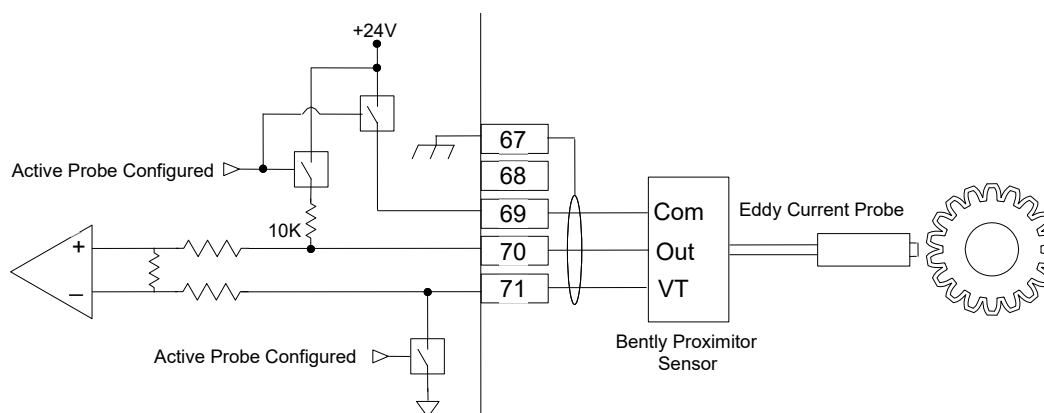 +24V
Active Probe Configured
10K
+
–
Active Probe Configured
67
68
69
70
71
Com
Out
VT
Bently Proximitor
Sensor
Eddy Current Probe